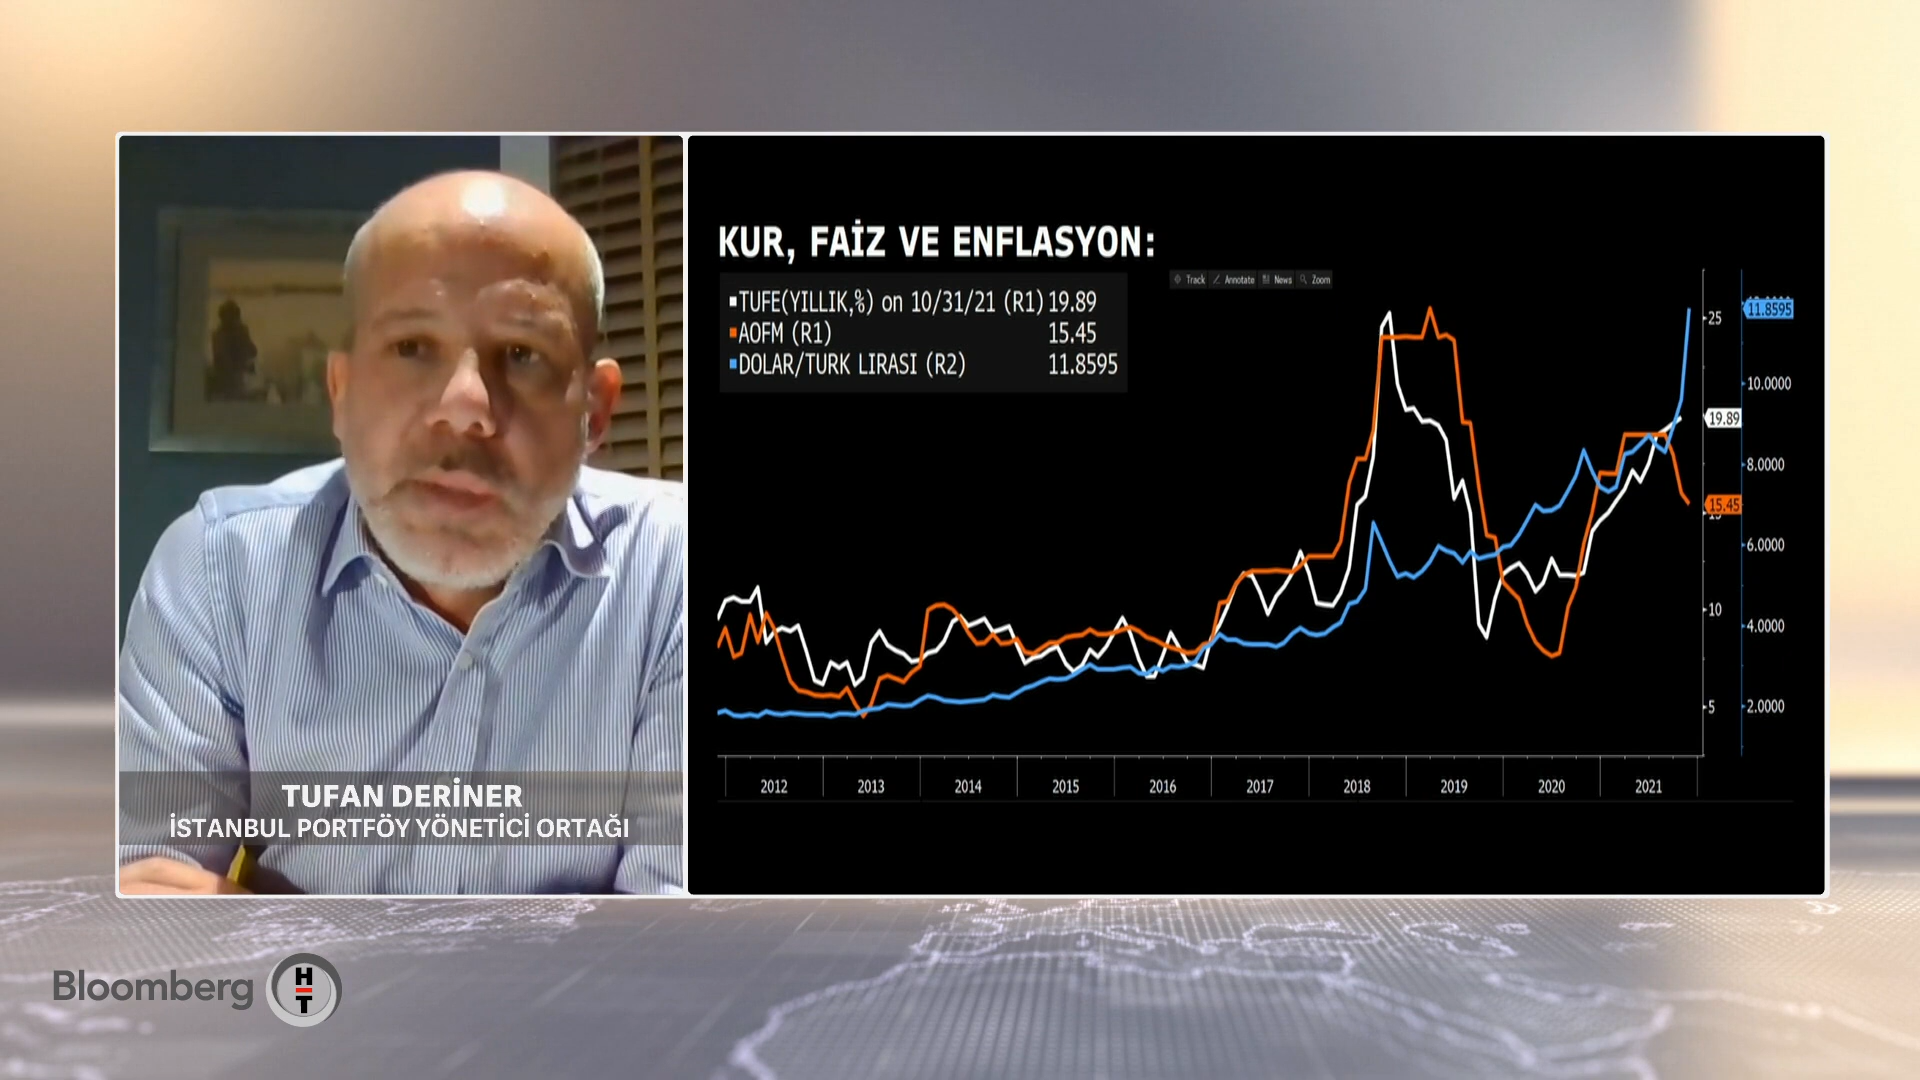 KUR, FAİZ VE ENFLASYON:
Track Annotate News Zoom
TUFE(YILLIK,%) on 10/31/21 (R1) 19.89
AOFM (R1) 15.45
DOLAR/TURK LIRASI (R2) 11.8595
25
11.8595
10.0000
19.89
8.0000
15.45
15
6.0000
10
4.0000
5
2.0000
2012 2013 2014 2015 2016 2017 2018 2019 2020 2021
TUFAN DERİNER
İSTANBUL PORTFÖY YÖNETİCİ ORTAĞI
Bloomberg HT